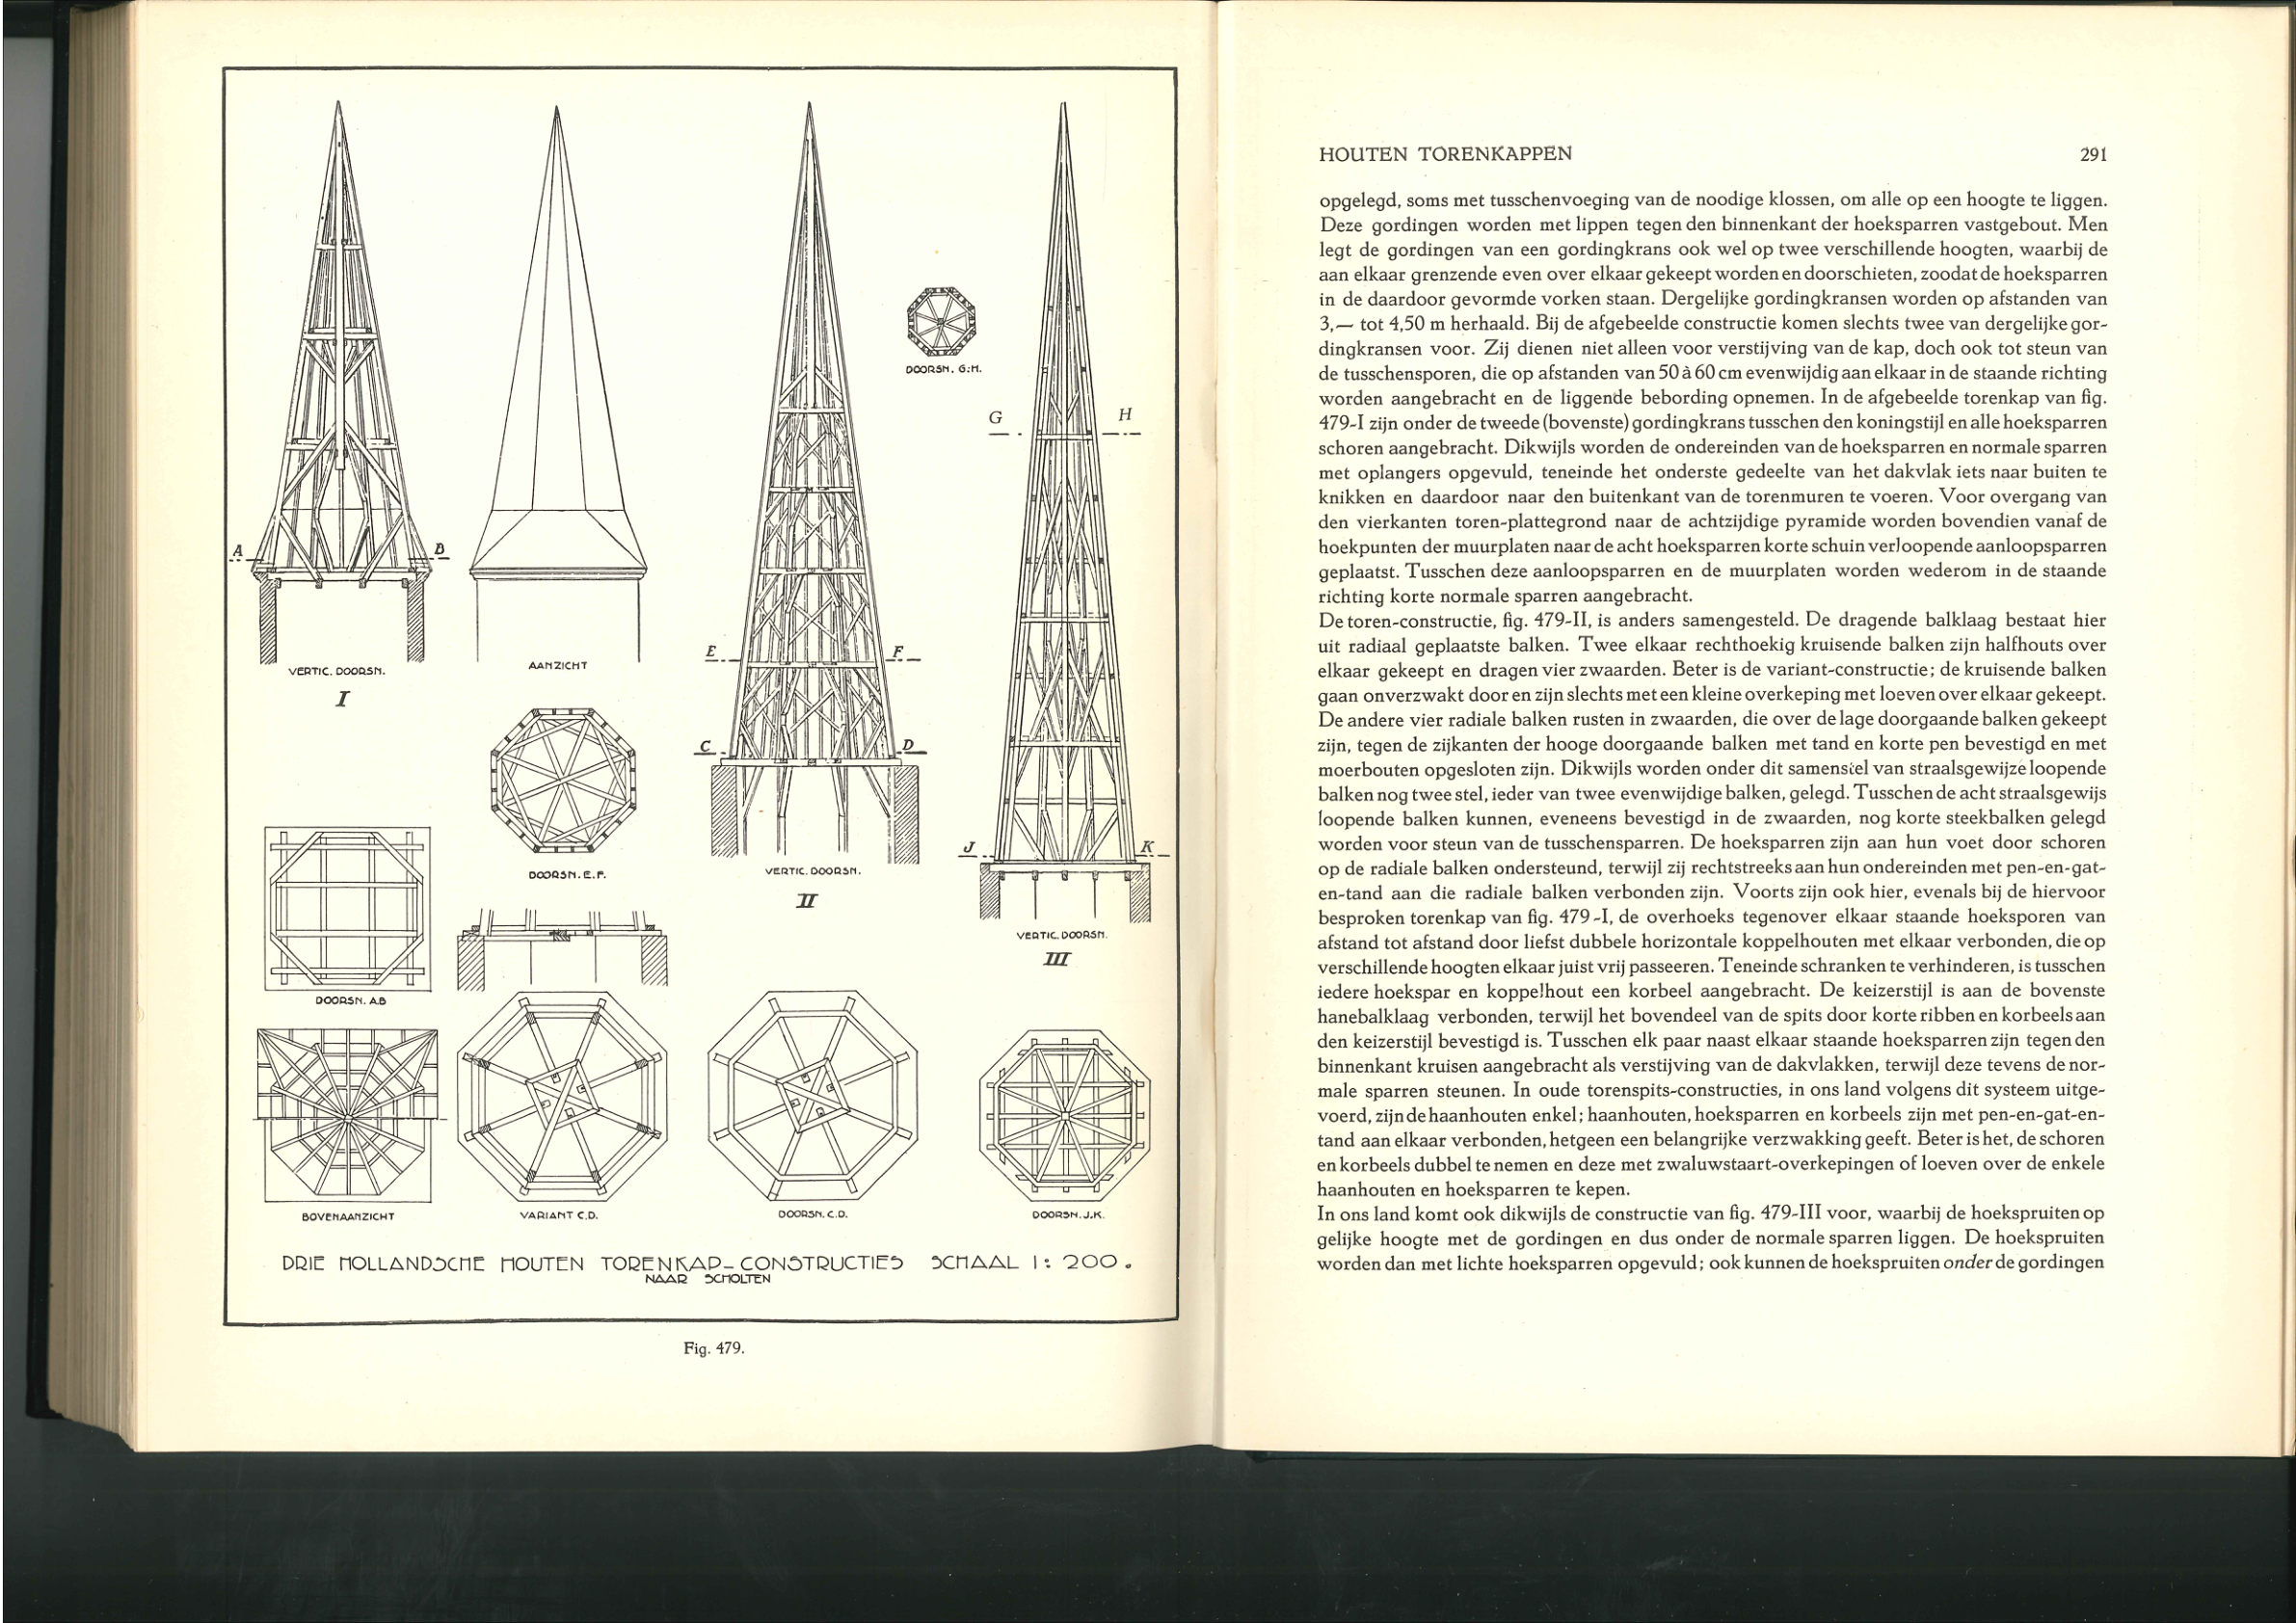 G H
DOORSN. G.H.
A B
E F
C D
J K
VERTIC. DOORSN.
I
AANZICHT
DOORSN. E.F.
VERTIC. DOORSN.
II
VERTIC. DOORSN.
III
DOORSN. A.B
BOVENAANZICHT
VARIANT C.D.
DOORSN. C.D.
DOORSN. J.K.
DRIE HOLLANDSCHE HOUTEN TORENKAP-CONSTRUCTIES SCHAAL 1:200.
NAAR SCHOLTEN
Fig. 479.
HOUTEN TORENKAPPEN 291
opgelegd, soms met tusschenvoeging van de noodige klossen, om alle op een hoogte te liggen.
Deze gordingen worden met lippen tegen den binnenkant der hoeksparren vastgebout. Men
legt de gordingen van een gordingkrans ook wel op twee verschillende hoogten, waarbij de
aan elkaar grenzende even over elkaar gekeept worden en doorschieten, zoodat de hoeksparren
in de daardoor gevormde vorken staan. Dergelijke gordingkransen worden op afstanden van
3,— tot 4,50 m herhaald. Bij de afgebeelde constructie komen slechts twee van dergelijke gor-
dingkransen voor. Zij dienen niet alleen voor verstijving van de kap, doch ook tot steun van
de tusschensporen, die op afstanden van 50 à 60 cm evenwijdig aan elkaar in de staande richting
worden aangebracht en de liggende bebording opnemen. In de afgebeelde torenkap van fig.
479-I zijn onder de tweede (bovenste) gordingkrans tusschen den koningstijl en alle hoeksparren
schoren aangebracht. Dikwijls worden de ondereinden van de hoeksparren en normale sparren
met oplangers opgevuld, teneinde het onderste gedeelte van het dakvlak iets naar buiten te
knikken en daardoor naar den buitenkant van de torenmuren te voeren. Voor overgang van
den vierkanten toren-plattegrond naar de achtzijdige pyramide worden bovendien vanaf de
hoekpunten der muurplaten naar de acht hoeksparren korte schuin verloopende aanloopsparren
geplaatst. Tusschen deze aanloopsparren en de muurplaten worden wederom in de staande
richting korte normale sparren aangebracht.
De toren-constructie, fig. 479-II, is anders samengesteld. De dragende balklaag bestaat hier
uit radiaal geplaatste balken. Twee elkaar rechthoekig kruisende balken zijn halfhouts over
elkaar gekeept en dragen vier zwaarden. Beter is de variant-constructie; de kruisende balken
gaan onverzwakt door en zijn slechts met een kleine overkeping met loeven over elkaar gekeept.
De andere vier radiale balken rusten in zwaarden, die over de lage doorgaande balken gekeept
zijn, tegen de zijkanten der hooge doorgaande balken met tand en korte pen bevestigd en met
moerbouten opgesloten zijn. Dikwijls worden onder dit samenstel van straalsgewijze loopende
balken nog twee stel, ieder van twee evenwijdige balken, gelegd. Tusschen de acht straalsgewijs
loopende balken kunnen, eveneens bevestigd in de zwaarden, nog korte steekbalken gelegd
worden voor steun van de tusschensparren. De hoeksparren zijn aan hun voet door schoren
op de radiale balken ondersteund, terwijl zij rechtstreeks aan hun ondereinden met pen-en-gat-
en-tand aan die radiale balken verbonden zijn. Voorts zijn ook hier, evenals bij de hiervoor
besproken torenkap van fig. 479-I, de overhoeks tegenover elkaar staande hoeksporen van
afstand tot afstand door liefst dubbele horizontale koppelhouten met elkaar verbonden, die op
verschillende hoogten elkaar juist vrij passeeren. Teneinde schranken te verhinderen, is tusschen
iedere hoekspar en koppelhout een korbeel aangebracht. De keizerstijl is aan de bovenste
hanebalklaag verbonden, terwijl het bovendeel van de spits door korte ribben en korbeels aan
den keizerstijl bevestigd is. Tusschen elk paar naast elkaar staande hoeksparren zijn tegen den
binnenkant kruisen aangebracht als verstijving van de dakvlakken, terwijl deze tevens de nor-
male sparren steunen. In oude torenspits-constructies, in ons land volgens dit systeem uitge-
voerd, zijn de haanhouten enkel; haanhouten, hoeksparren en korbeels zijn met pen-en-gat-en-
tand aan elkaar verbonden, hetgeen een belangrijke verzwakking geeft. Beter is het, de schoren
en korbeels dubbel te nemen en deze met zwaluwstaart-overkepingen of loeven over de enkele
haanhouten en hoeksparren te kepen.
In ons land komt ook dikwijls de constructie van fig. 479-III voor, waarbij de hoekspruiten op
gelijke hoogte met de gordingen en dus onder de normale sparren liggen. De hoekspruiten
worden dan met lichte hoeksparren opgevuld; ook kunnen de hoekspruiten onder de gordingen